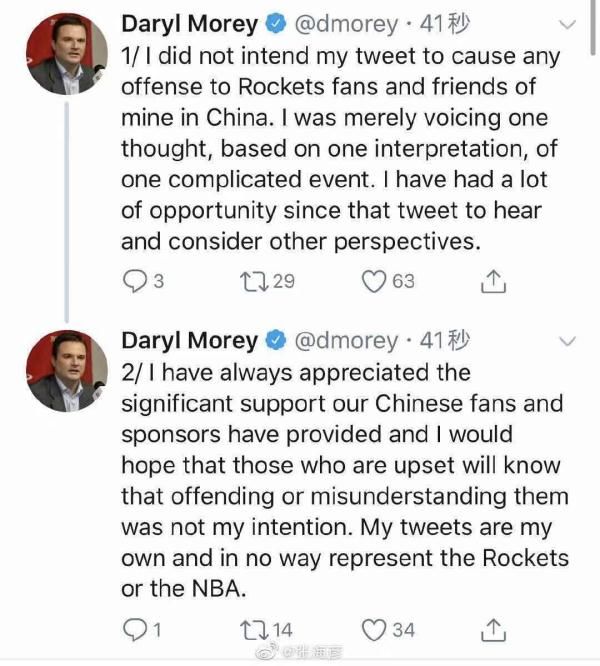 Daryl Morey @dmorey · 41秒
1/ I did not intend my tweet to cause any
offense to Rockets fans and friends of
mine in China. I was merely voicing one
thought, based on one interpretation, of
one complicated event. I have had a lot
of opportunity since that tweet to hear
and consider other perspectives.
3 29 63
Daryl Morey @dmorey · 41秒
2/ I have always appreciated the
significant support our Chinese fans and
sponsors have provided and I would
hope that those who are upset will know
that offending or misunderstanding them
was not my intention. My tweets are my
own and in no way represent the Rockets
or the NBA.
1 14 34
@张海彦